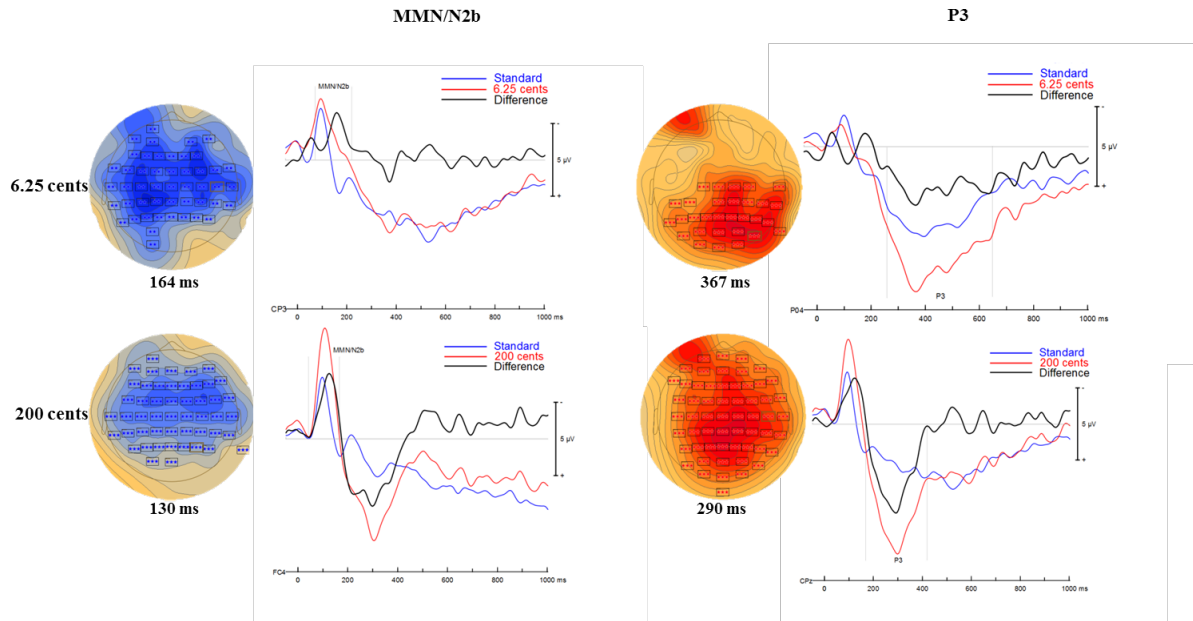 MMN/N2b
P3
6.25 cents
164 ms
MMN/N2b
Standard
6.25 cents
Difference
-
5 µV
+
CP3
0 200 400 600 800 1000 ms
367 ms
Standard
6.25 cents
Difference
-
5 µV
+
P3
P04
0 200 400 600 800 1000 ms
200 cents
130 ms
MMN/N2b
Standard
200 cents
Difference
-
5 µV
+
FC4
0 200 400 600 800 1000 ms
290 ms
Standard
200 cents
Difference
-
5 µV
+
P3
CPz
0 200 400 600 800 1000 ms